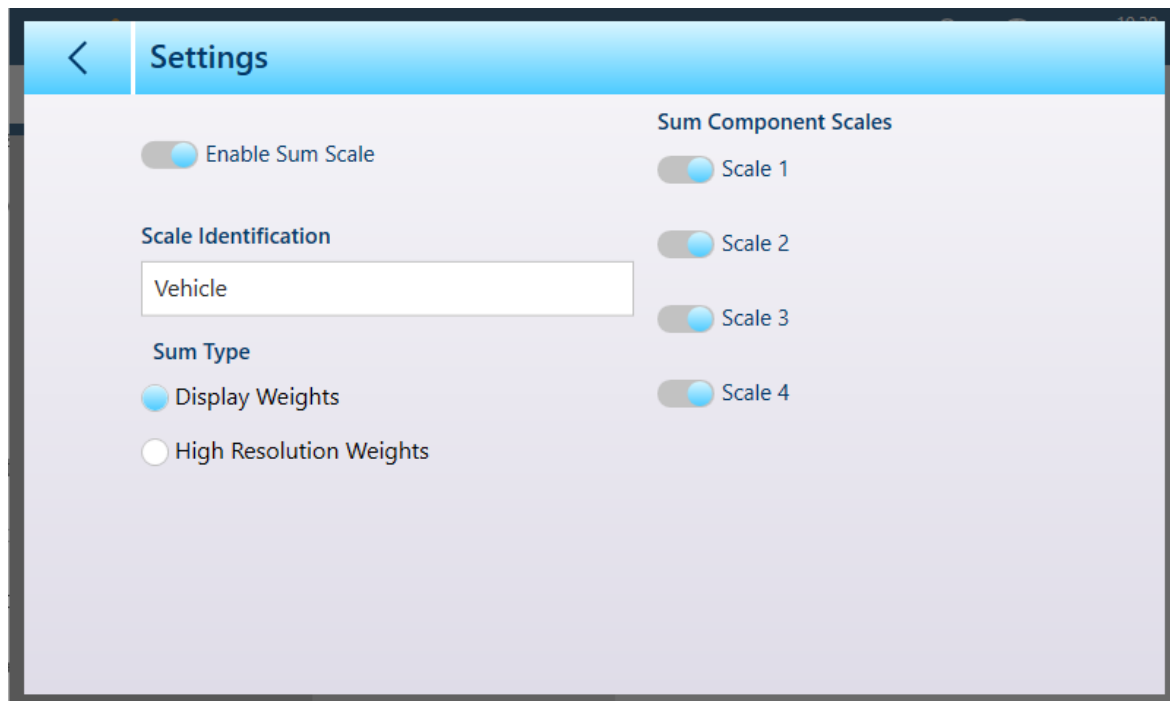 Settings
Enable Sum Scale
Scale Identification
Vehicle
Sum Type
Display Weights
High Resolution Weights
Sum Component Scales
Scale 1
Scale 2
Scale 3
Scale 4